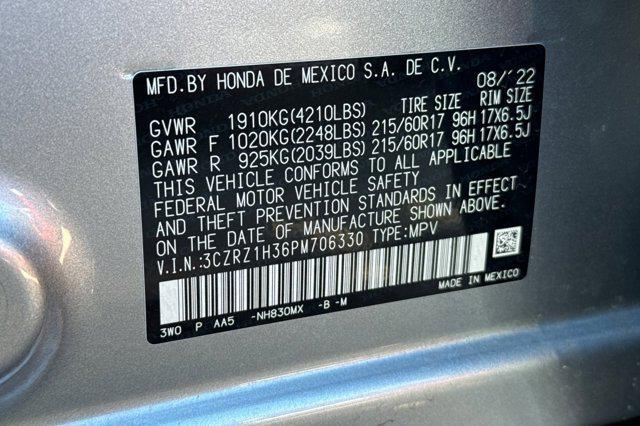 MFD.BY HONDA DE MEXICO S.A. DE C.V. 08/'22
GVWR 1910KG(4210LBS) TIRE SIZE RIM SIZE
GAWR F 1020KG(2248LBS) 215/60R17 96H 17X6.5J
GAWR R 925KG(2039LBS) 215/60R17 96H 17X6.5J
THIS VEHICLE CONFORMS TO ALL APPLICABLE
FEDERAL MOTOR VEHICLE SAFETY
AND THEFT PREVENTION STANDARDS IN EFFECT
ON THE DATE OF MANUFACTURE SHOWN ABOVE.
V.I.N.:3CZRZ1H36PM706330 TYPE:MPV
3W0 P AA5 -NH830MX -B -M
MADE IN MEXICO